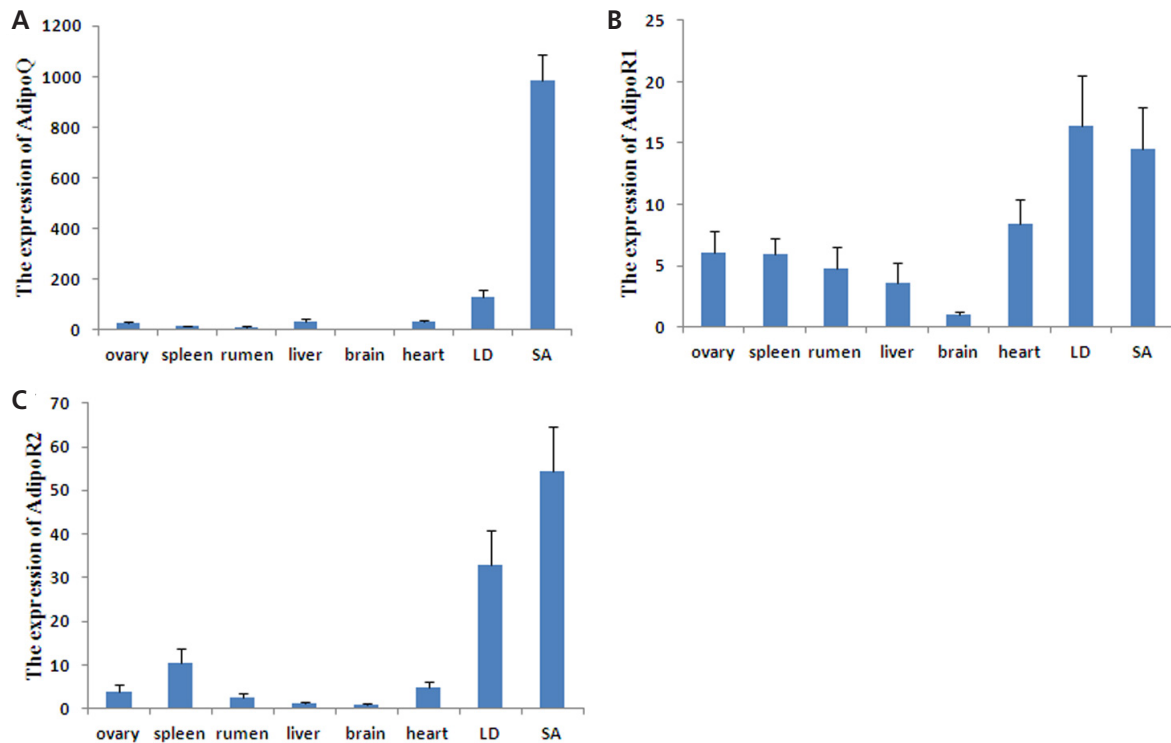 A
The expression of AdipoQ
1200
1000
800
600
400
200
0
ovary spleen rumen liver brain heart LD SA
B
The expression of AdipoR1
25
20
15
10
5
0
ovary spleen rumen liver brain heart LD SA
C
The expression of AdipoR2
70
60
50
40
30
20
10
0
ovary spleen rumen liver brain heart LD SA